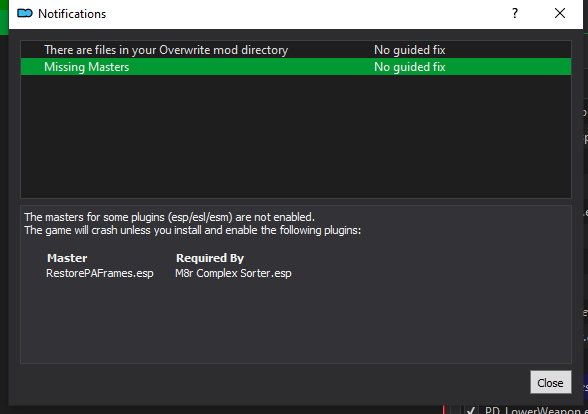 Notifications
?
There are files in your Overwrite mod directory No guided fix
Missing Masters No guided fix
The masters for some plugins (esp/esl/esm) are not enabled.
The game will crash unless you install and enable the following plugins:
Master Required By
RestorePAFrames.esp M8r Complex Sorter.esp
Close
PD_LowerWeapon